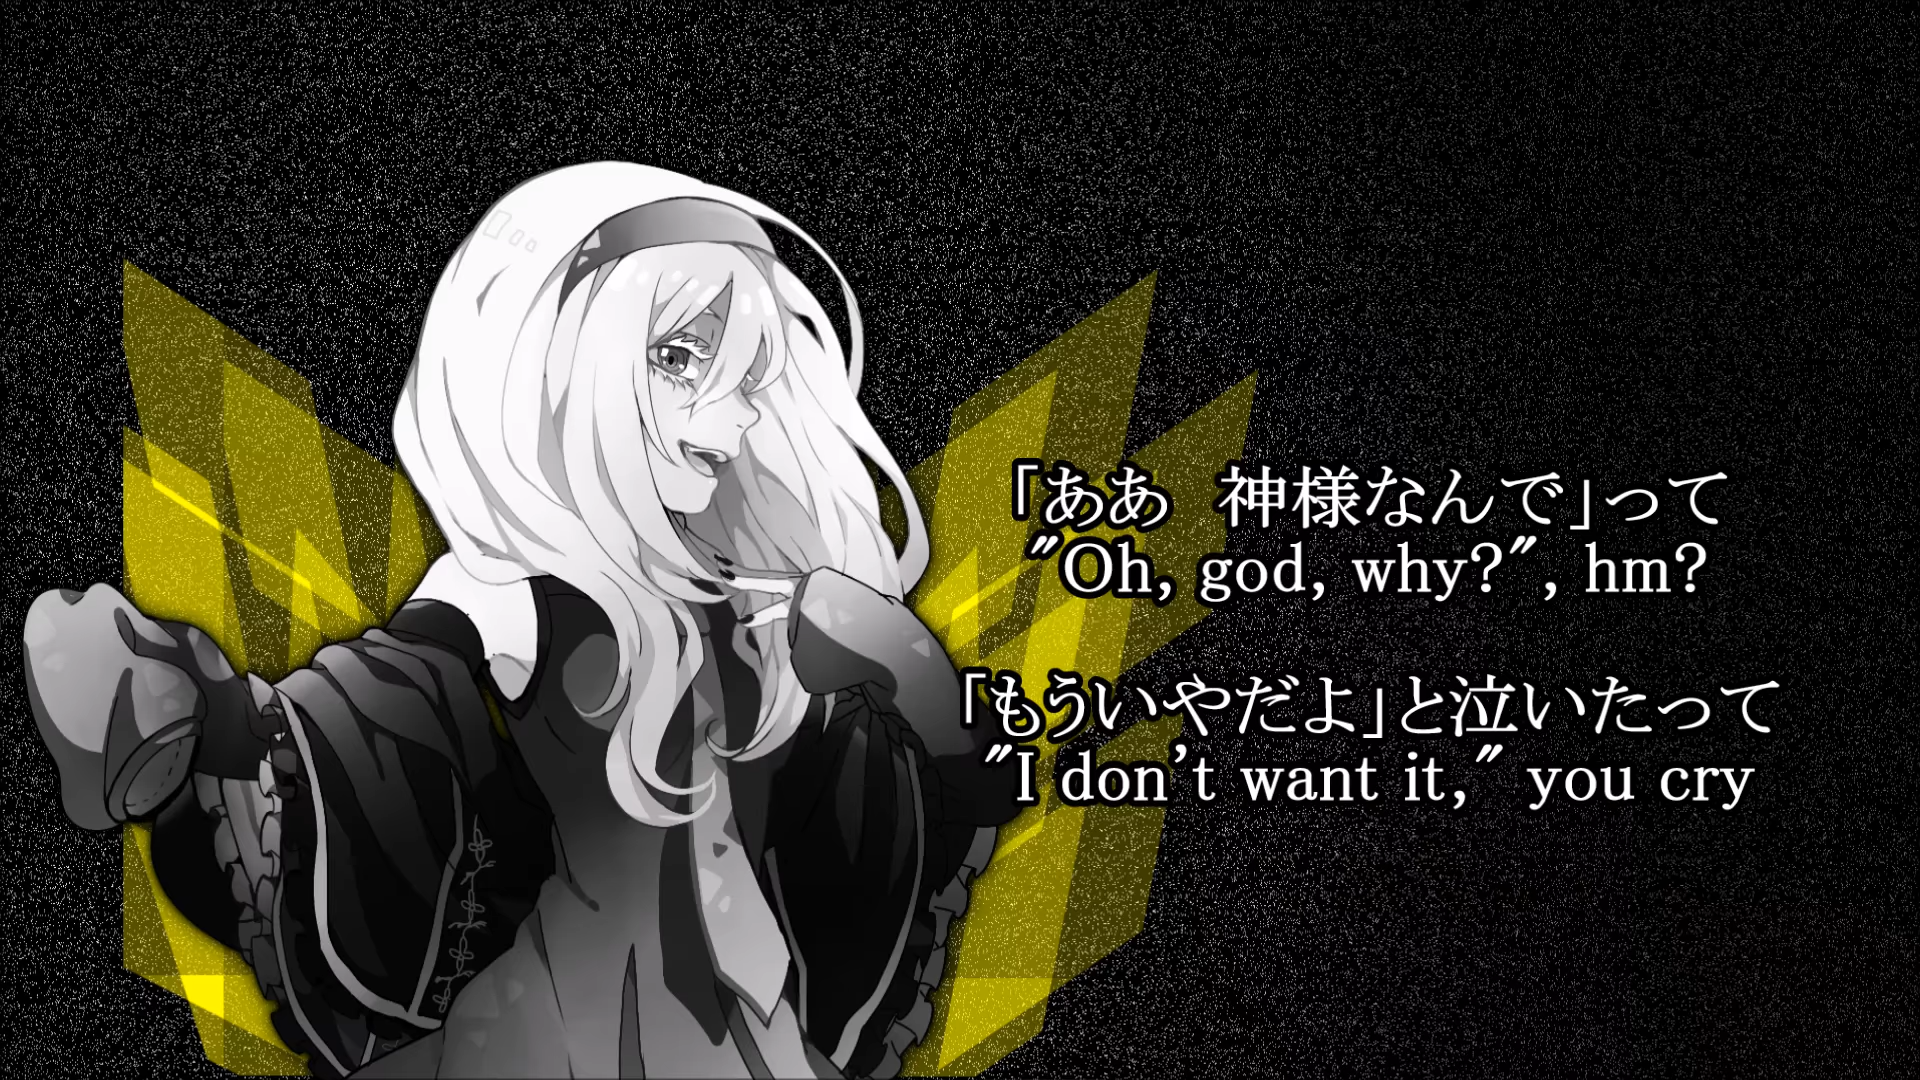 「ああ　神様なんで」って
"Oh, god, why?", hm?
「もういやだよ」と泣いたって
"I don't want it," you cry